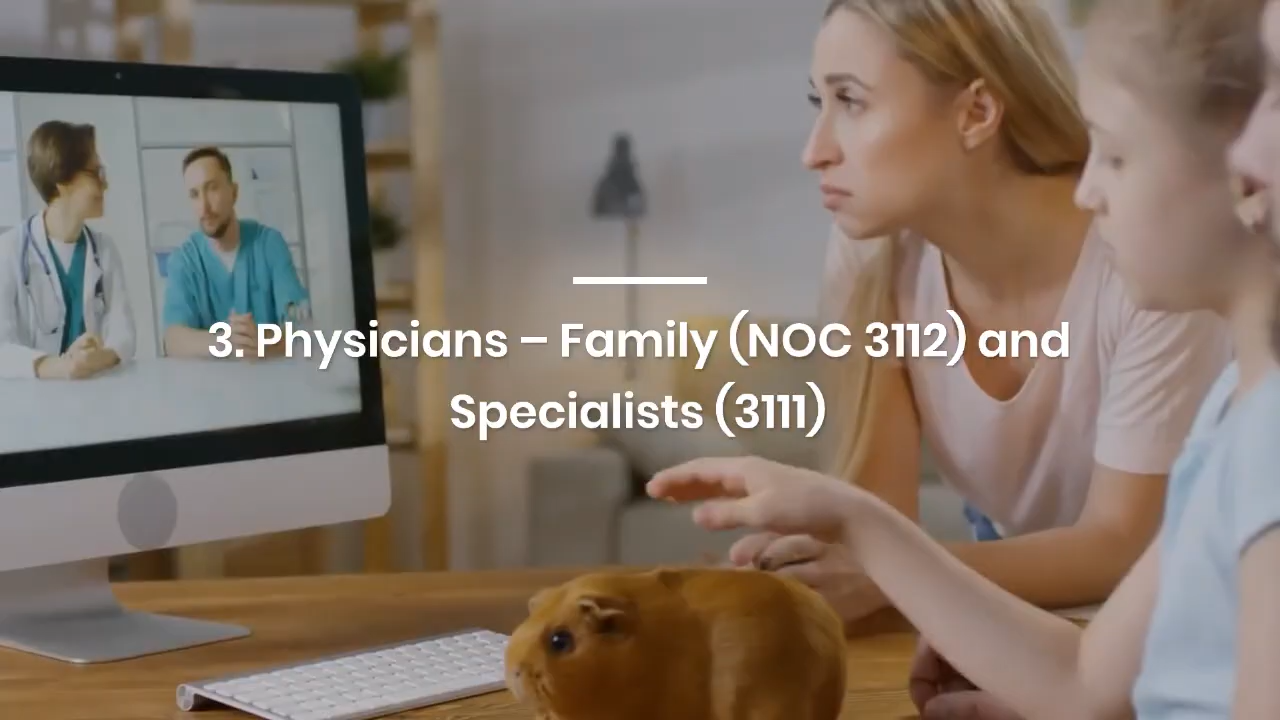 3. Physicians – Family (NOC 3112) and
Specialists (3111)